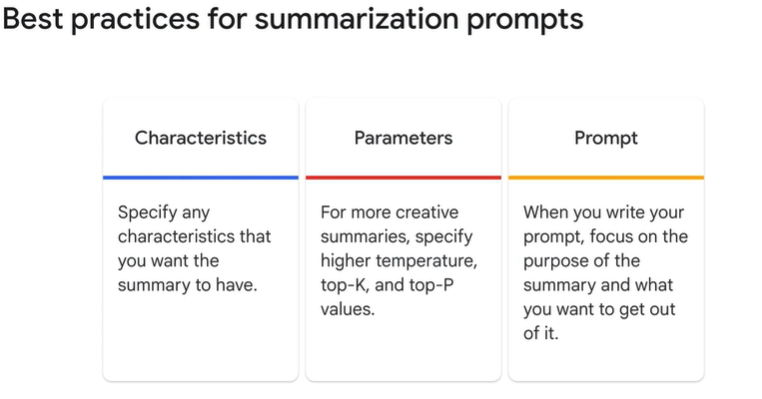 Best practices for summarization prompts
Characteristics
Specify any
characteristics that
you want the
summary to have.
Parameters
For more creative
summaries, specify
higher temperature,
top-K, and top-P
values.
Prompt
When you write your
prompt, focus on the
purpose of the
summary and what
you want to get out
of it.